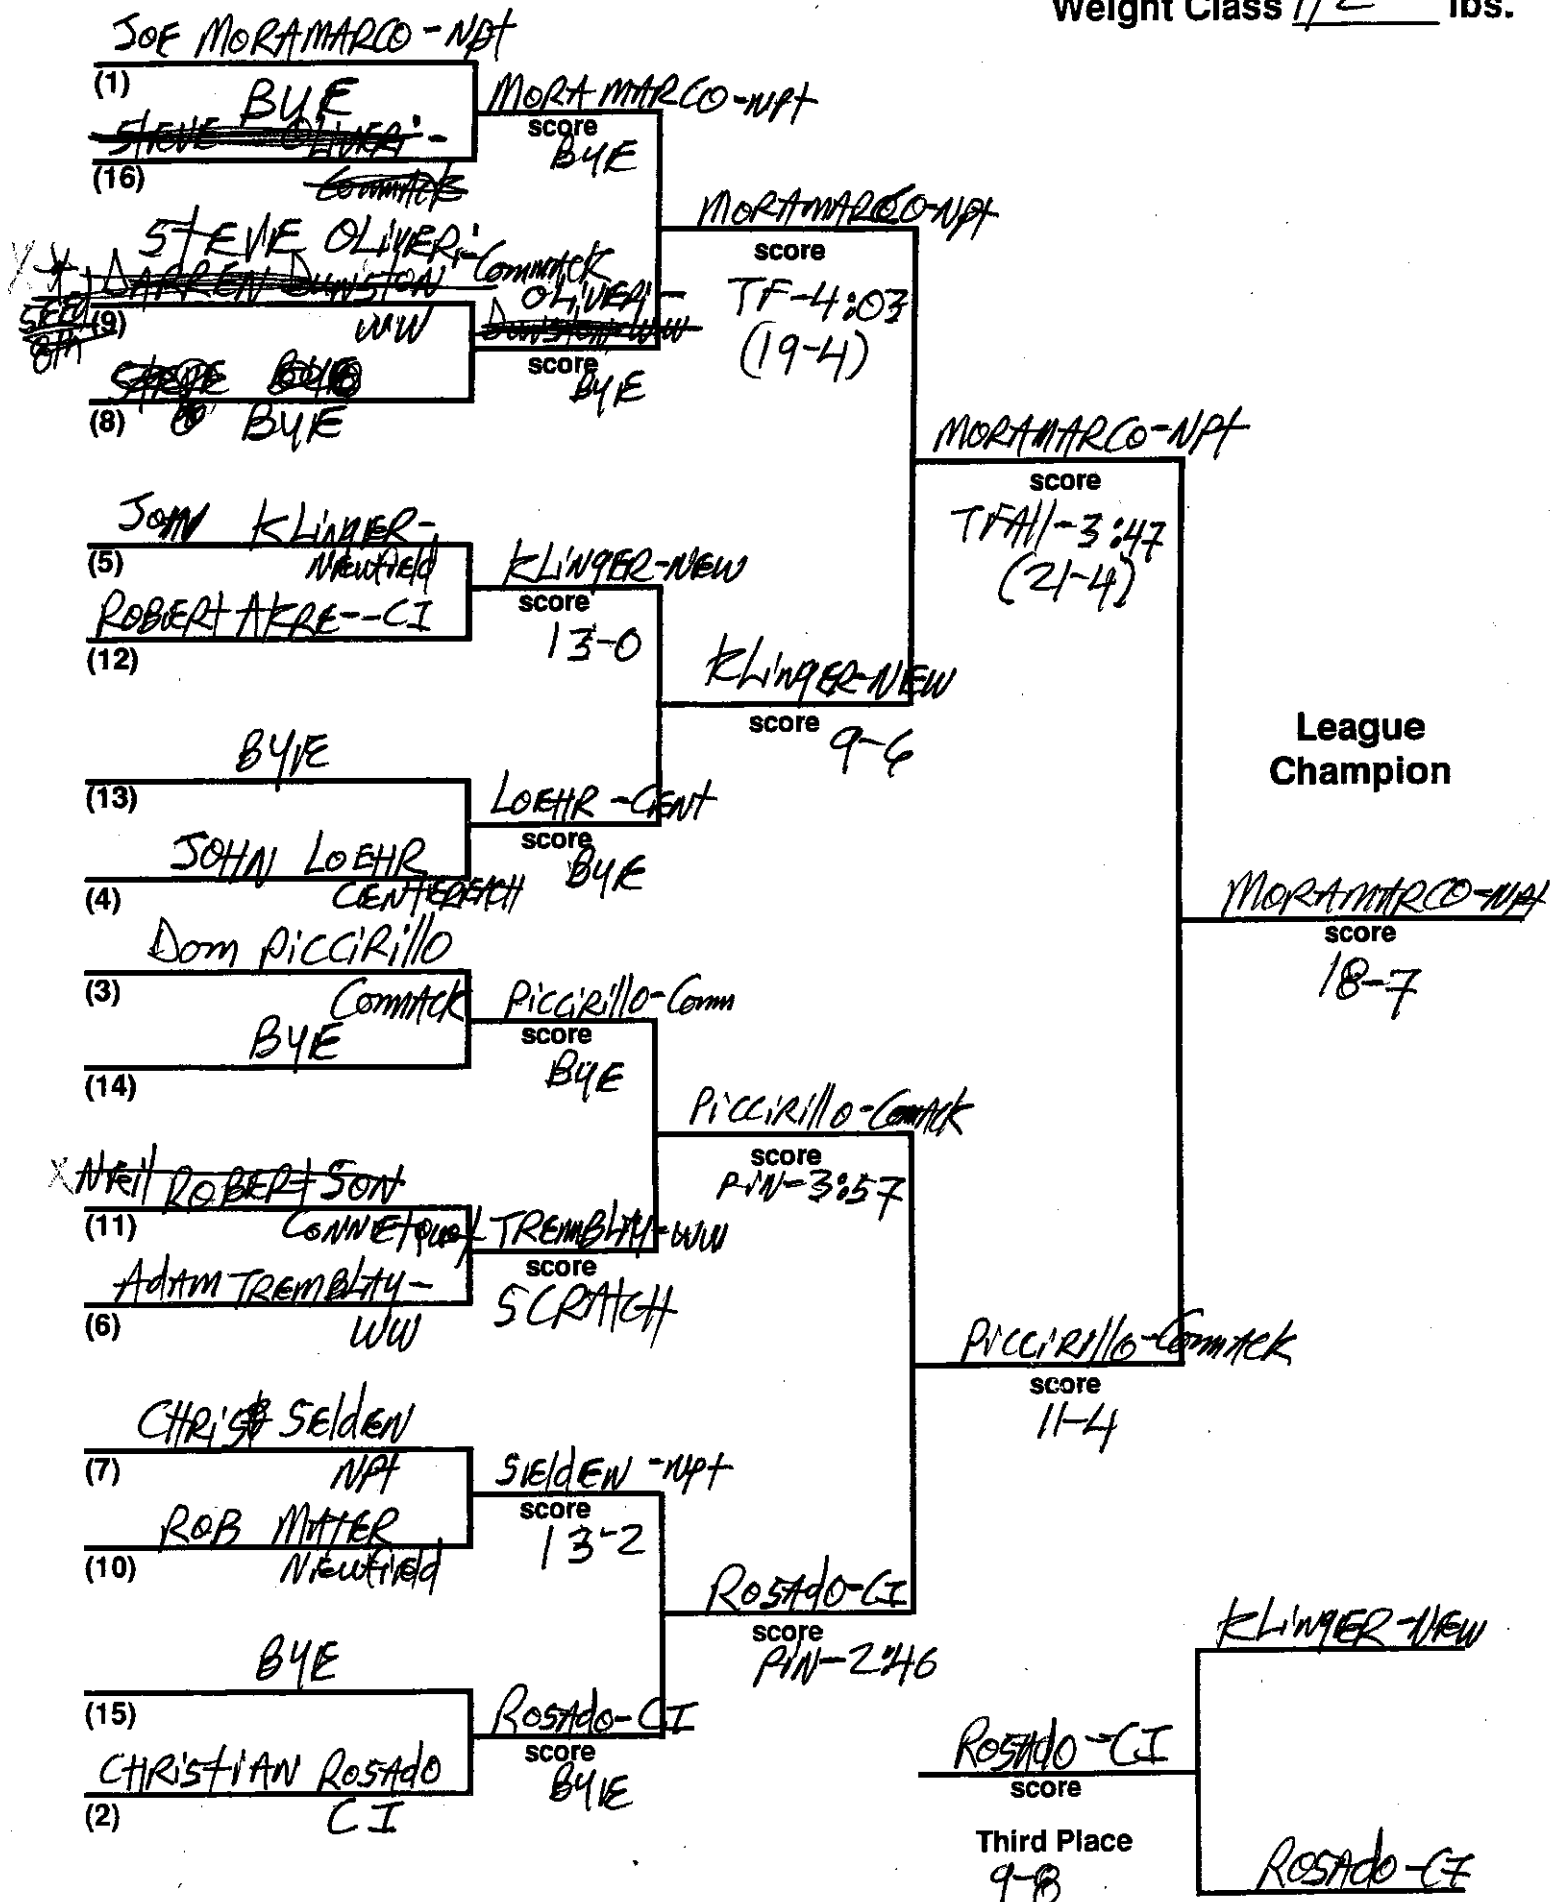 Weight Class 112 lbs.
JOE MORAMARCO-Npt
(1)
BYE
STEVE OLIVERI-
Commack
(16)
MORAMARCO-Npt
score
BYE
STEVE OLIVERI-Commack
DARREN DUNSTON
WW
SEED
8th
(9)
BYE
(8)
OLIVERI-
DUNSTON-WW
score
BYE
MORAMARCO-Npt
score
TF-4:03
(19-4)
JOHN KLINGER-
Newfield
(5)
ROBERT AKRE--CI
(12)
KLINGER-NEW
score
13-0
BYE
(13)
JOHN LOEHR
CENTEREACH
(4)
LOEHR-CENT
score
BYE
KLINGER-NEW
score
9-6
MORAMARCO-NPt
score
TFAll-3:47
(21-4)
Dom PICCIRILLO
Commack
(3)
BYE
(14)
PICCIRILLO-Comm
score
BYE
Neil ROBERTSON
CONNETQUOT
(11)
Adam TREMBLAY-
WW
(6)
TREMBLAY-WW
score
SCRATCH
PICCIRILLO-Commack
score
PIN-3:57
CHRIS SELDEN
NPt
(7)
ROB MATER
Newfield
(10)
SELDEN-Npt
score
13-2
BYE
(15)
CHRISTIAN ROSADO
CI
(2)
ROSADO-CI
score
BYE
ROSADO-CI
score
PIN-2:46
PICCIRILLO-Commack
score
11-4
League
Champion
MORAMARCO-Npt
score
18-7
KLINGER-NEW
ROSADO-CI
score
Third Place
9-8
ROSADO-CI